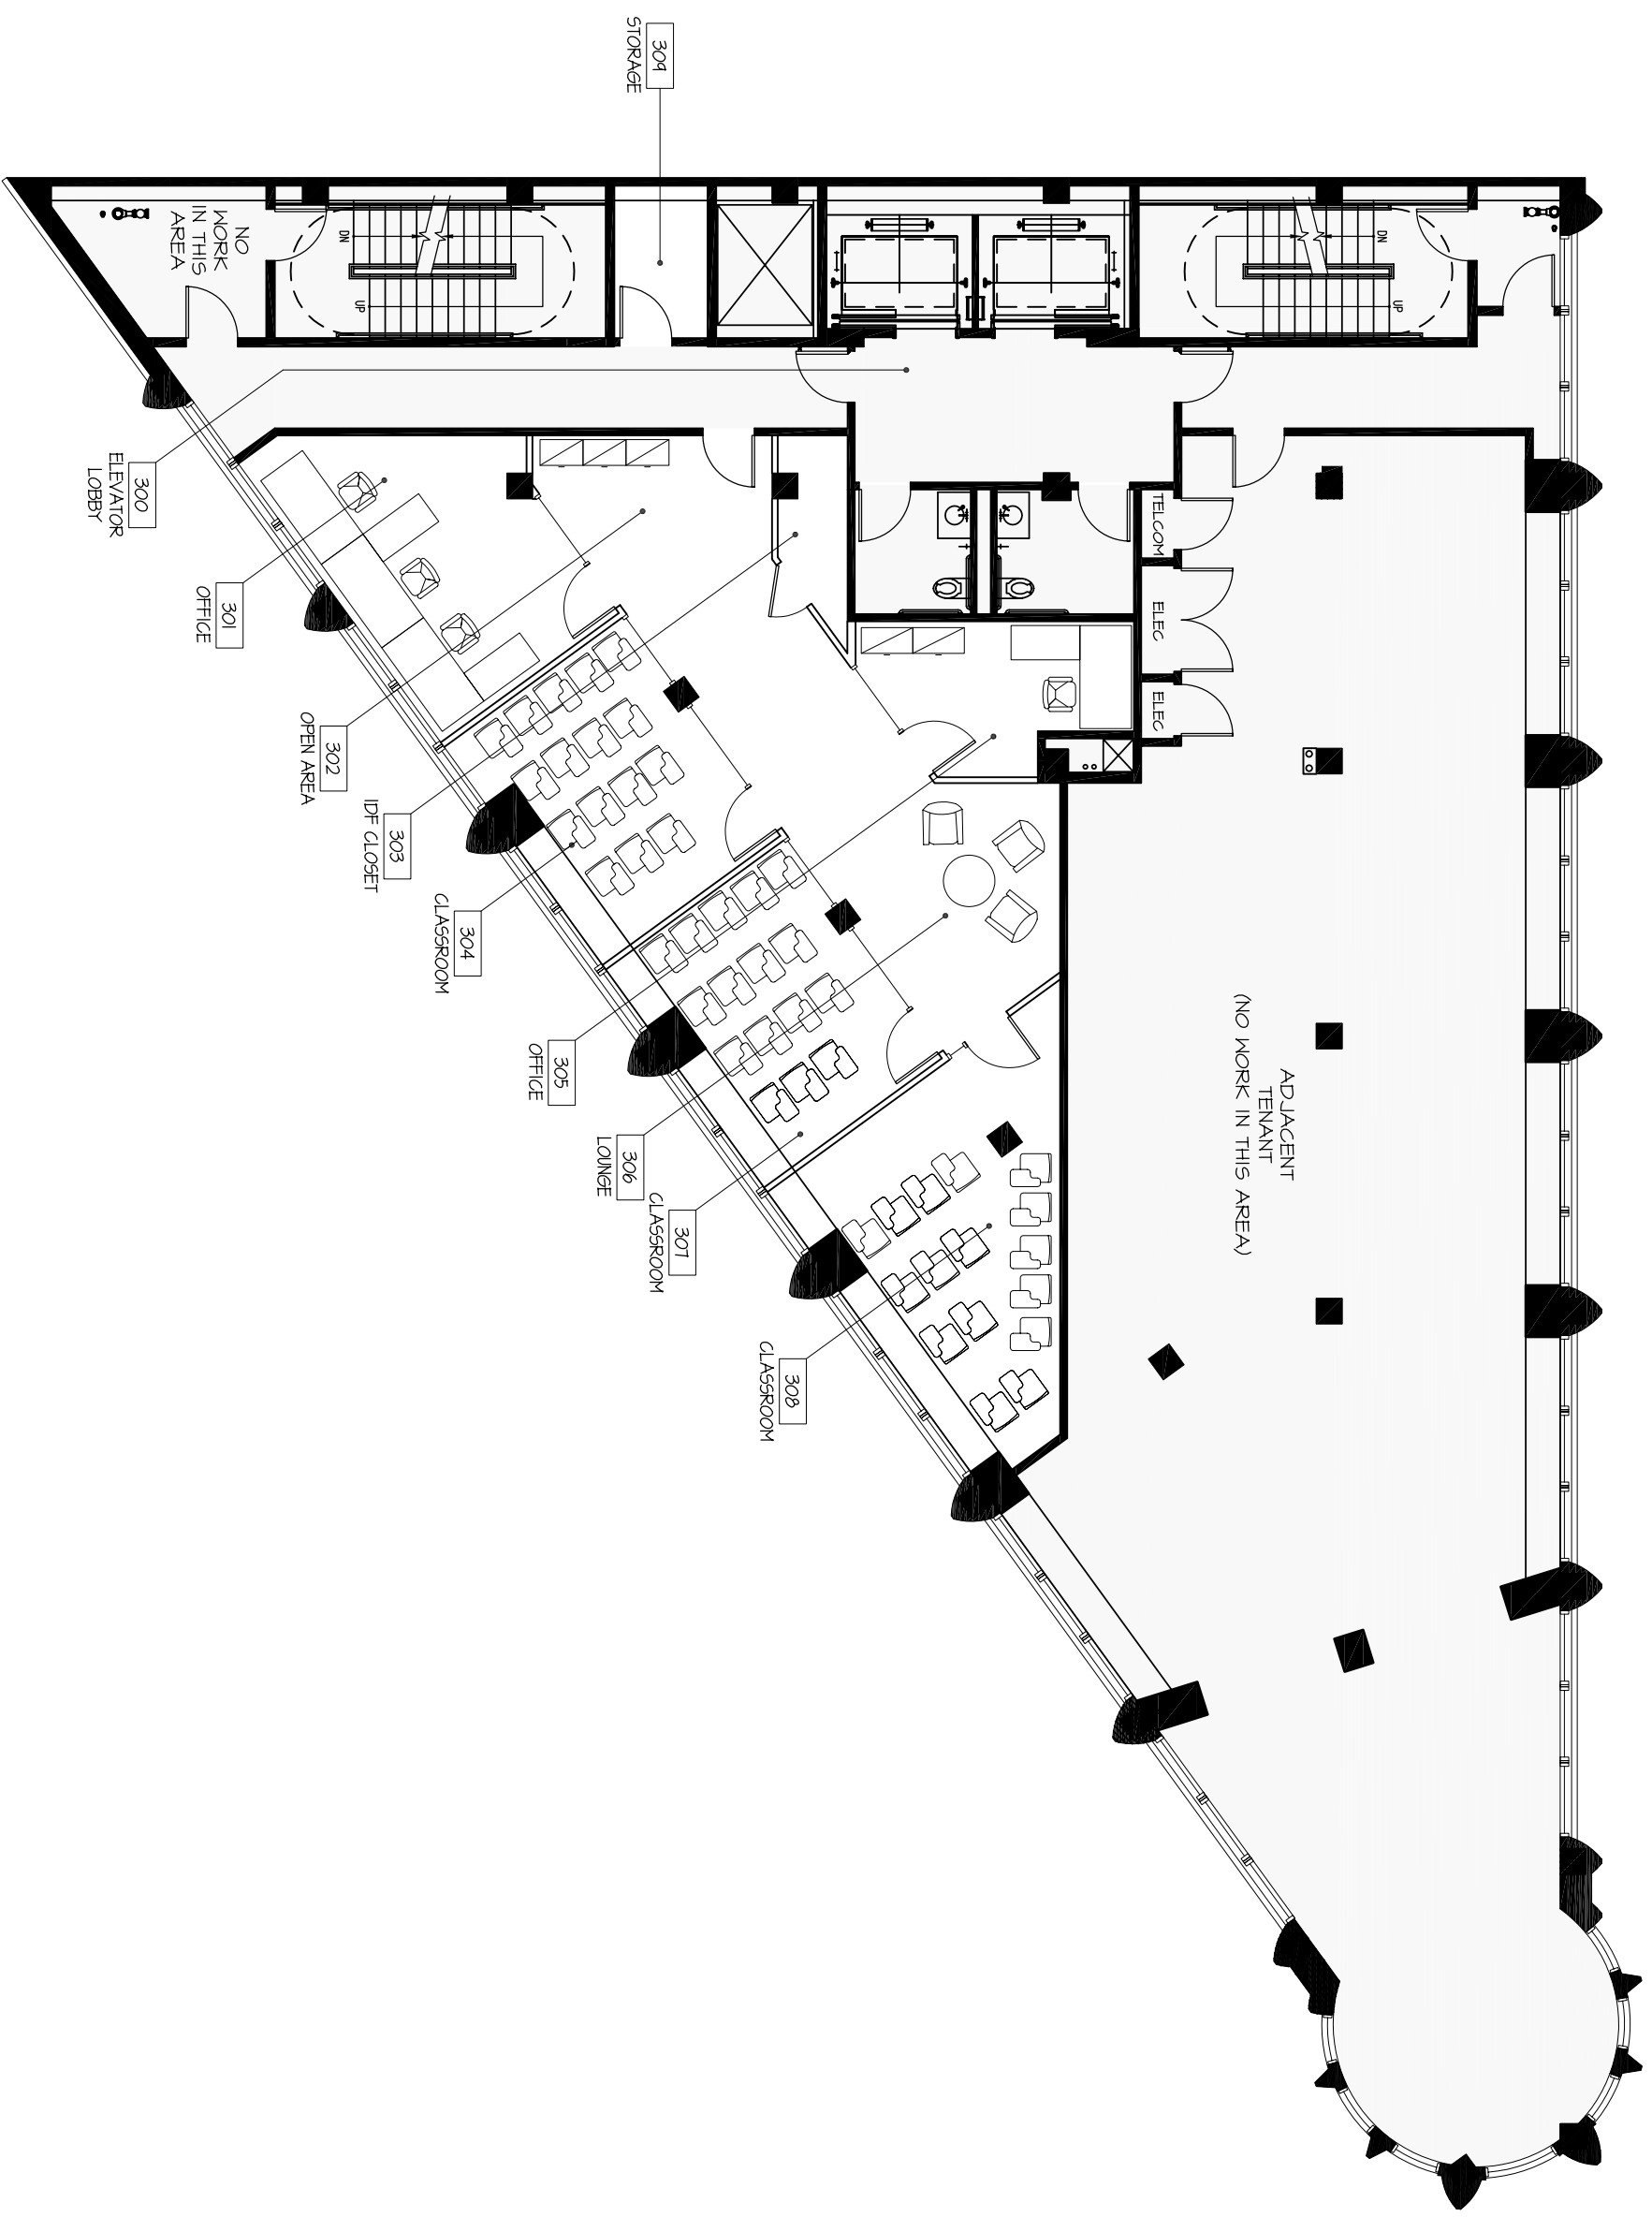 309
STORAGE
NO
WORK
IN THIS
AREA
DN
UP
DN
UP
300
ELEVATOR
LOBBY
301
OFFICE
302
OPEN AREA
303
IDF CLOSET
304
CLASSROOM
305
OFFICE
306
LOUNGE
307
CLASSROOM
308
CLASSROOM
TELCOM
ELEC
ELEC
ADJACENT
TENANT
(NO WORK IN THIS AREA)